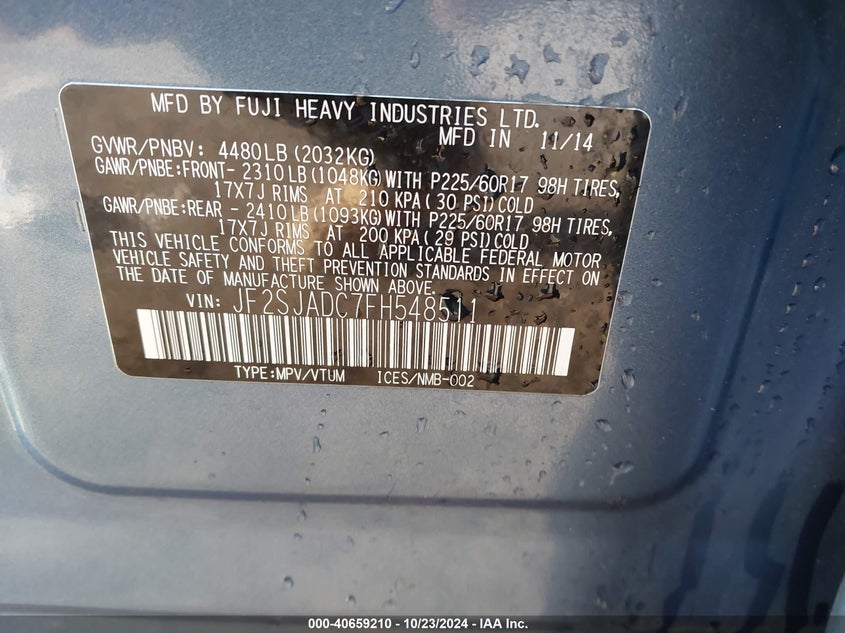 MFD BY FUJI HEAVY INDUSTRIES LTD.
MFD IN 11/14
GVWR/PNBV: 4480LB(2032KG)
GAWR/PNBE:FRONT- 2310LB(1048KG)WITH P225/60R17 98H TIRES,
17X7J RIMS AT 210 KPA( 30 PSI)COLD
GAWR/PNBE:REAR - 2410LB(1093KG)WITH P225/60R17 98H TIRES,
17X7J RIMS AT 200 KPA( 29 PSI)COLD
THIS VEHICLE CONFORMS TO ALL APPLICABLE FEDERAL MOTOR
VEHICLE SAFETY AND THEFT PREVENTION STANDARDS IN EFFECT ON
THE DATE OF MANUFACTURE SHOWN ABOVE.
VIN: JF2SJADC7FH548511
TYPE:MPV/VTUM ICES/NMB-002
000-40659210 - 10/23/2024 - IAA Inc.